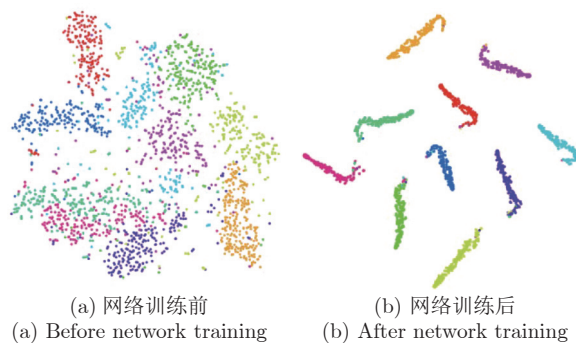 (a) 网络训练前
(a) Before network training
(b) 网络训练后
(b) After network training